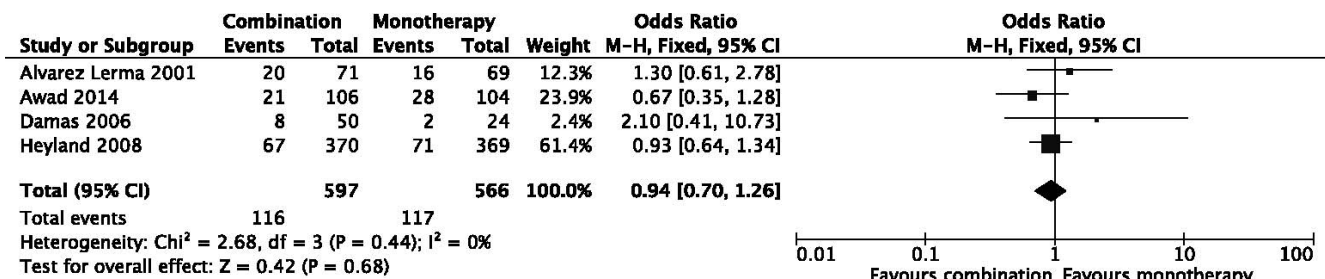 Combination Monotherapy Odds Ratio Odds Ratio
Study or Subgroup Events Total Events Total Weight M-H, Fixed, 95% CI M-H, Fixed, 95% CI
Alvarez Lerma 2001 20 71 16 69 12.3% 1.30 [0.61, 2.78]
Awad 2014 21 106 28 104 23.9% 0.67 [0.35, 1.28]
Damas 2006 8 50 2 24 2.4% 2.10 [0.41, 10.73]
Heyland 2008 67 370 71 369 61.4% 0.93 [0.64, 1.34]
Total (95% CI) 597 566 100.0% 0.94 [0.70, 1.26]
Total events 116 117
Heterogeneity: Chi² = 2.68, df = 3 (P = 0.44); I² = 0%
Test for overall effect: Z = 0.42 (P = 0.68)
0.01 0.1 1 10 100
Favours combination Favours monotherapy